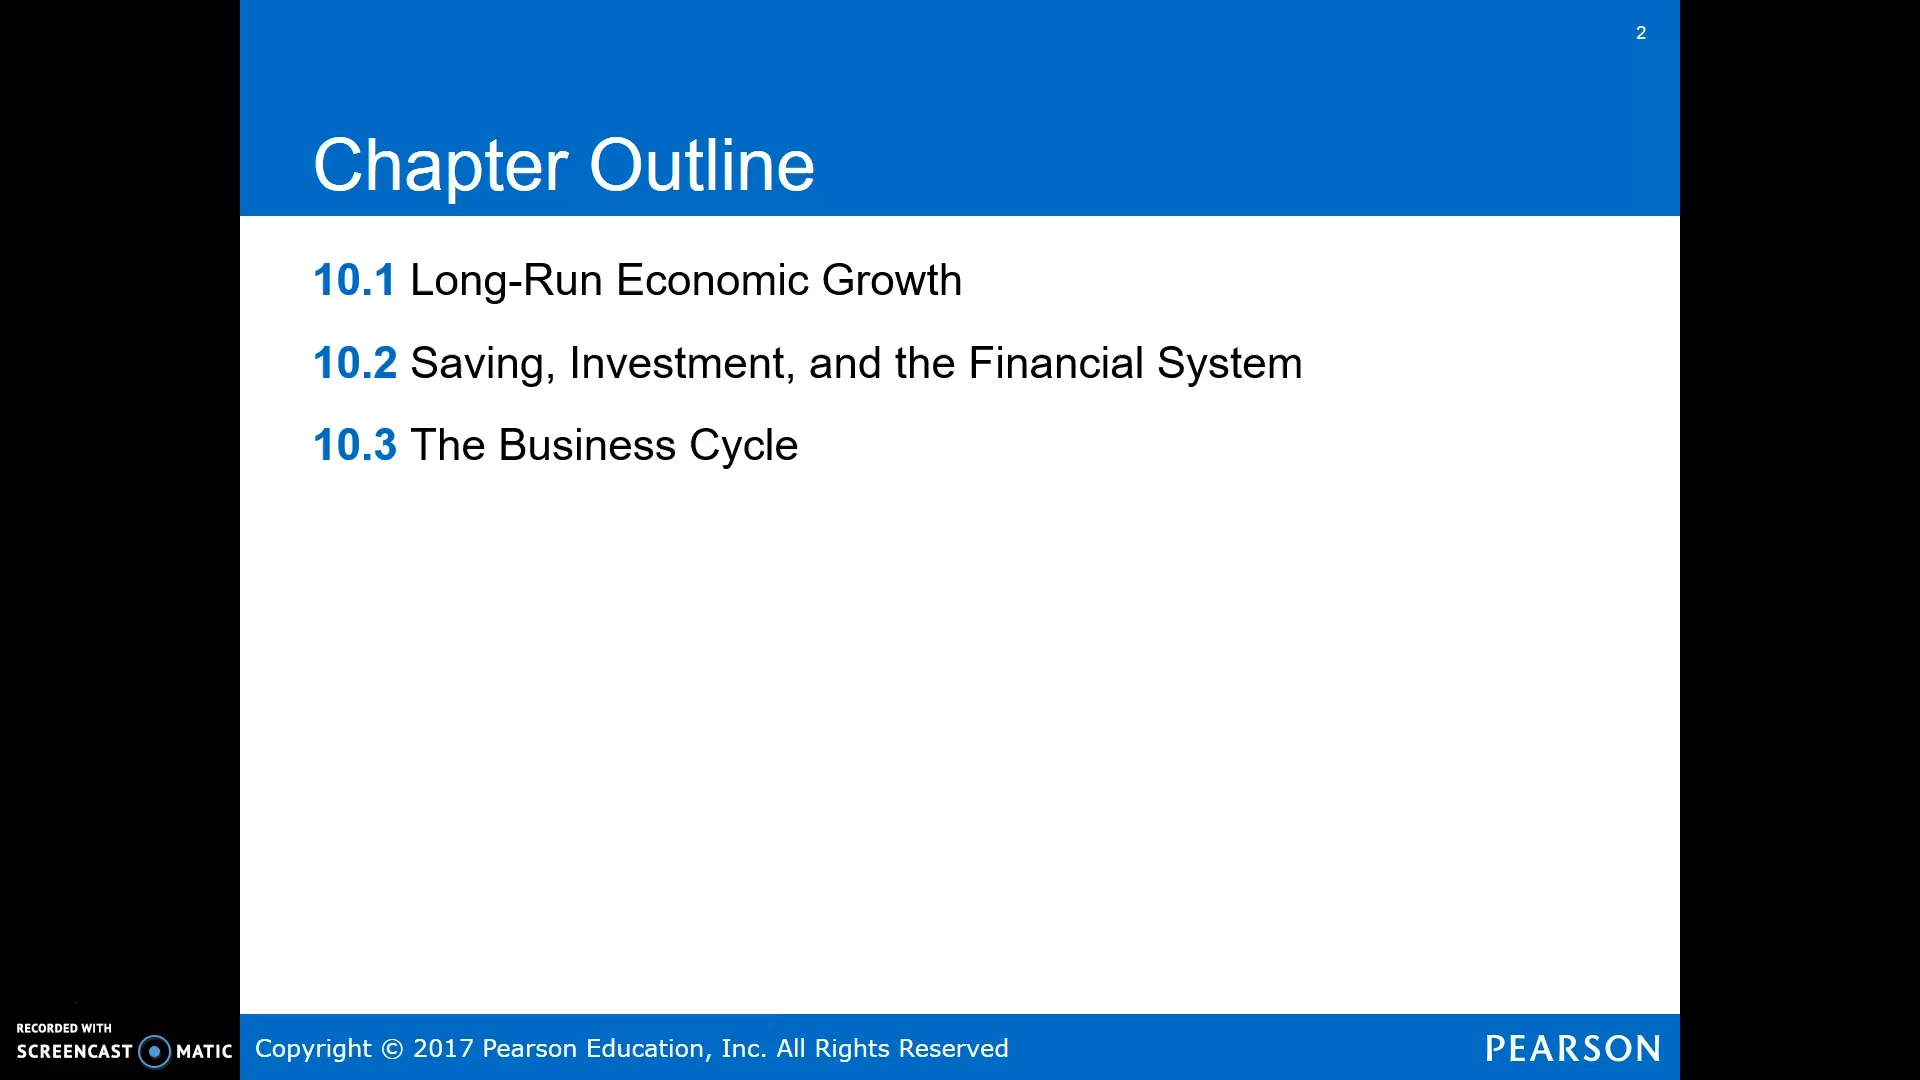 2
Chapter Outline
10.1 Long-Run Economic Growth
10.2 Saving, Investment, and the Financial System
10.3 The Business Cycle
RECORDED WITH
SCREENCAST MATIC
Copyright © 2017 Pearson Education, Inc. All Rights Reserved
PEARSON